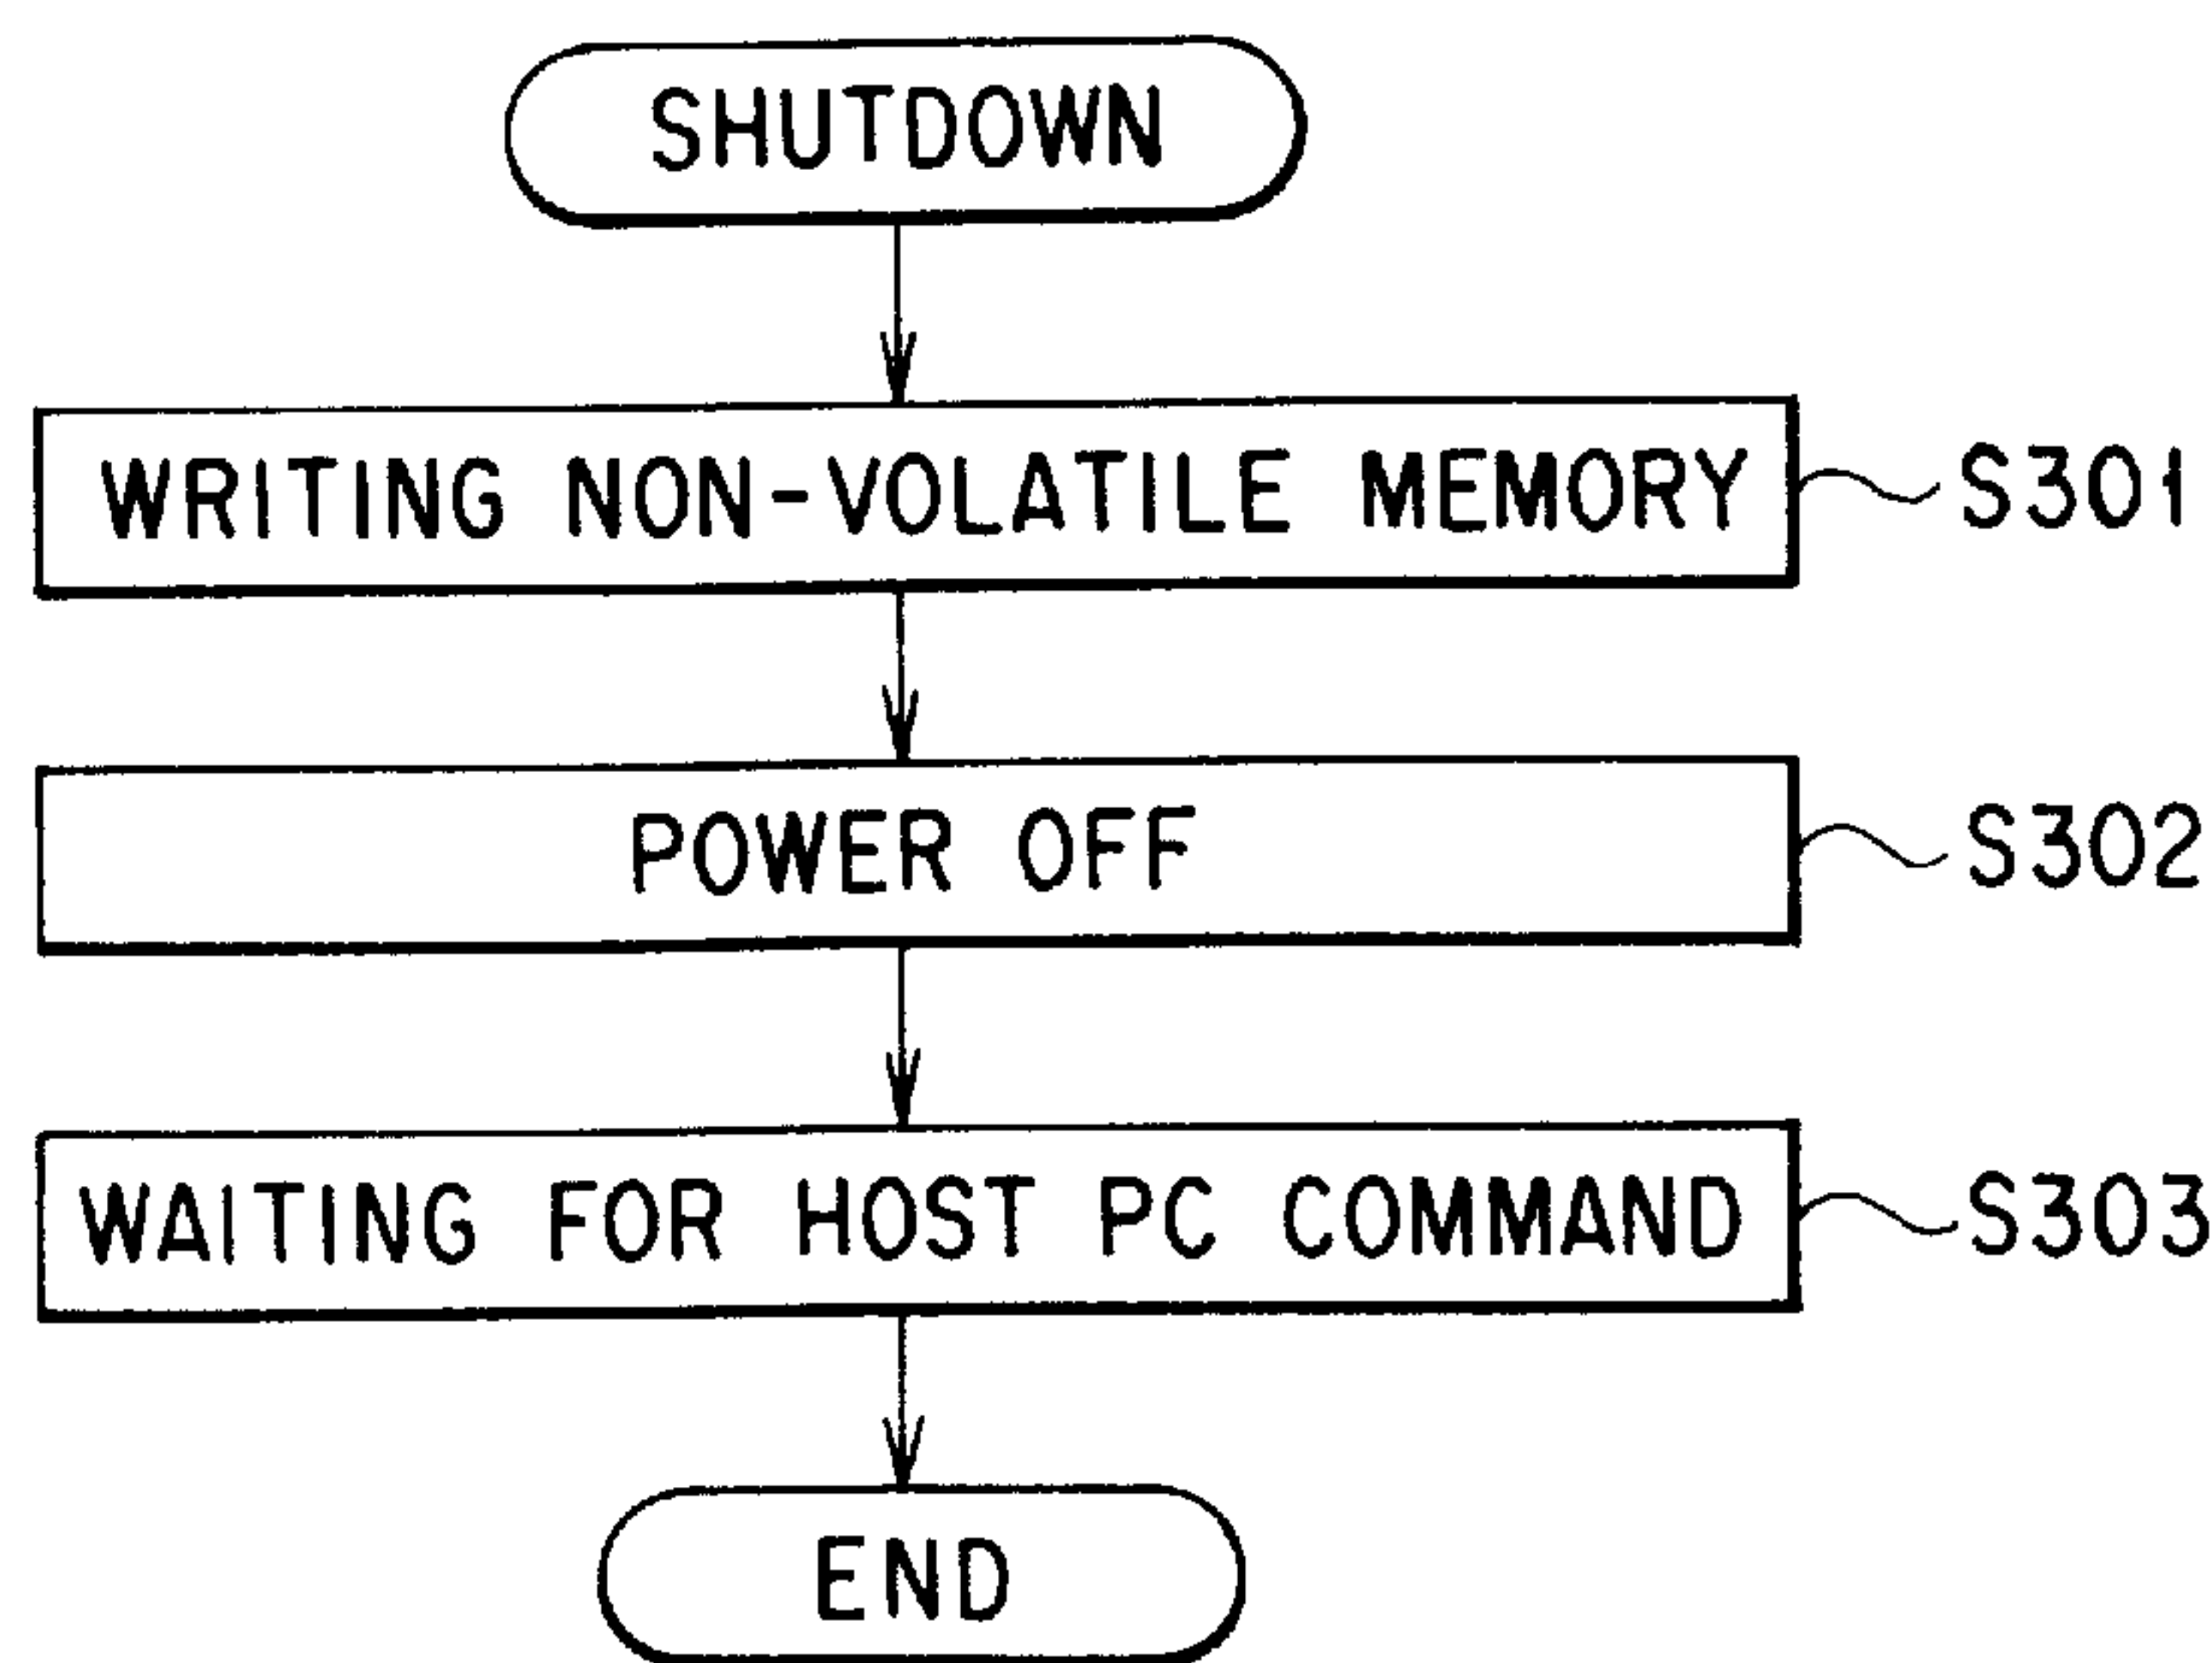 SHUTDOWN
WRITING NON-VOLATILE MEMORY S301
POWER OFF S302
WAITING FOR HOST PC COMMAND S303
END